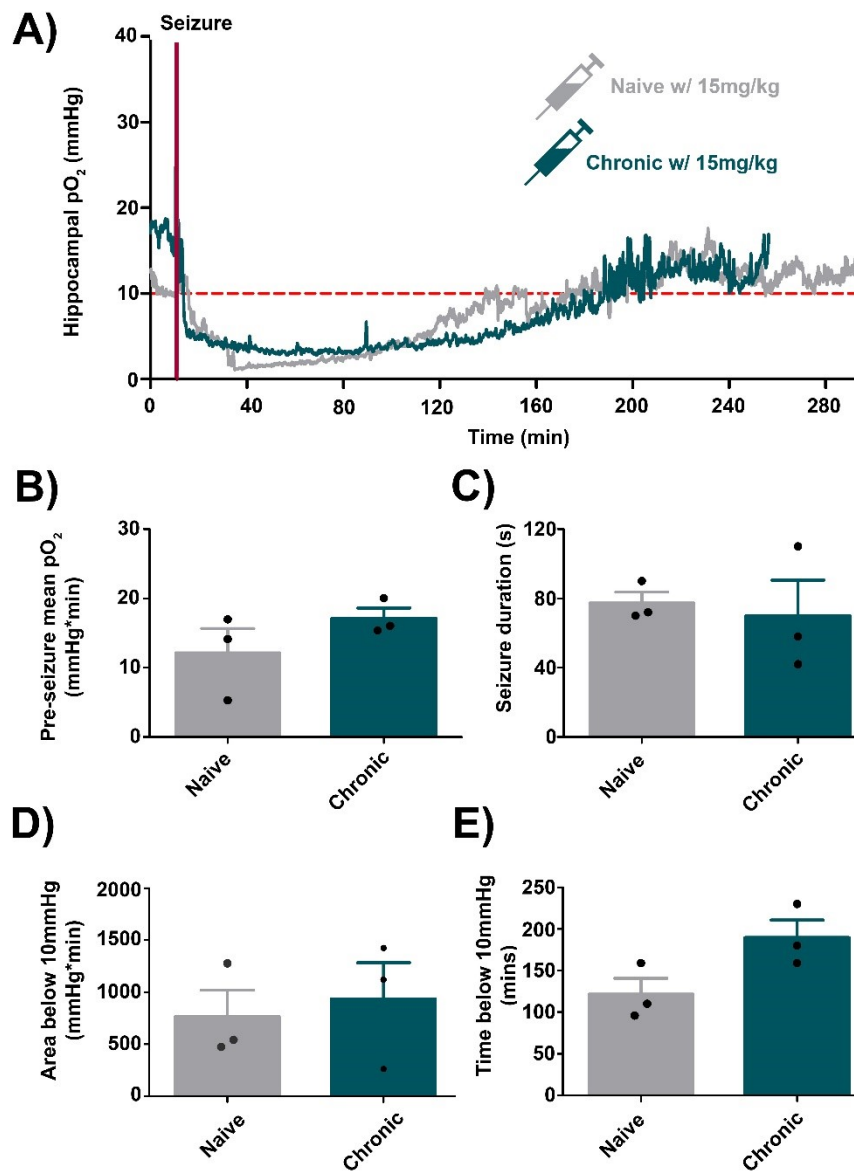 A)
Seizure
Hippocampal pO2 (mmHg)
40
30
20
10
0
0 40 80 120 160 200 240 280
Time (min)
Naive w/ 15mg/kg
Chronic w/ 15mg/kg
B)
Pre-seizure mean pO2
(mmHg*min)
30
20
10
0
Naive
Chronic
C)
Seizure duration (s)
120
80
40
0
Naive
Chronic
D)
Area below 10mmHg
(mmHg*min)
2000
1500
1000
500
0
Naive
Chronic
E)
Time below 10mmHg
(mins)
250
200
150
100
50
0
Naive
Chronic